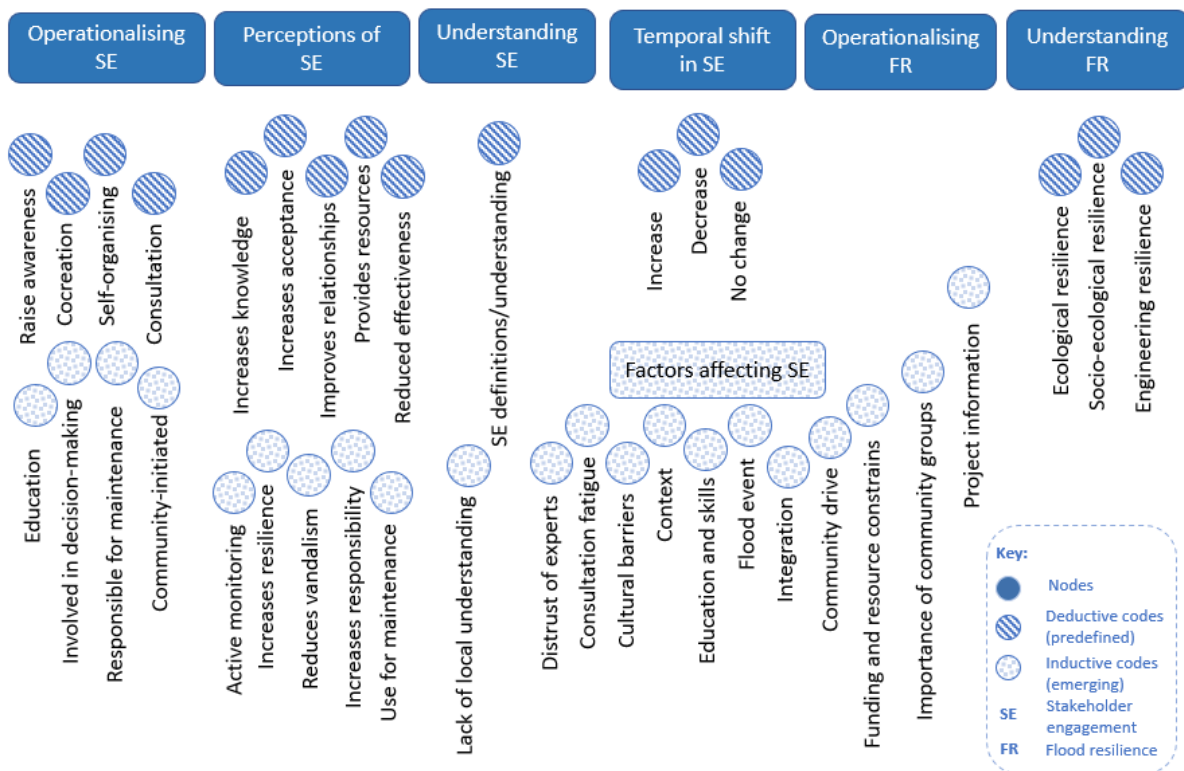 Operationalising
SE
Perceptions of
SE
Understanding
SE
Temporal shift
in SE
Operationalising
FR
Understanding
FR
Raise awareness
Cocreation
Self-organising
Consultation
Increases knowledge
Increases acceptance
Improves relationships
Provides resources
Reduced effectiveness
SE definitions/understanding
Increase
Decrease
No change
Ecological resilience
Socio-ecological resilience
Engineering resilience
Factors affecting SE
Education
Involved in decision-making
Responsible for maintenance
Community-initiated
Active monitoring
Increases resilience
Reduces vandalism
Increases responsibility
Use for maintenance
Lack of local understanding
Distrust of experts
Consultation fatigue
Cultural barriers
Context
Education and skills
Flood event
Integration
Community drive
Funding and resource constrains
Importance of community groups
Project information
Key:
Nodes
Deductive codes
(predefined)
Inductive codes
(emerging)
SE Stakeholder
engagement
FR Flood resilience